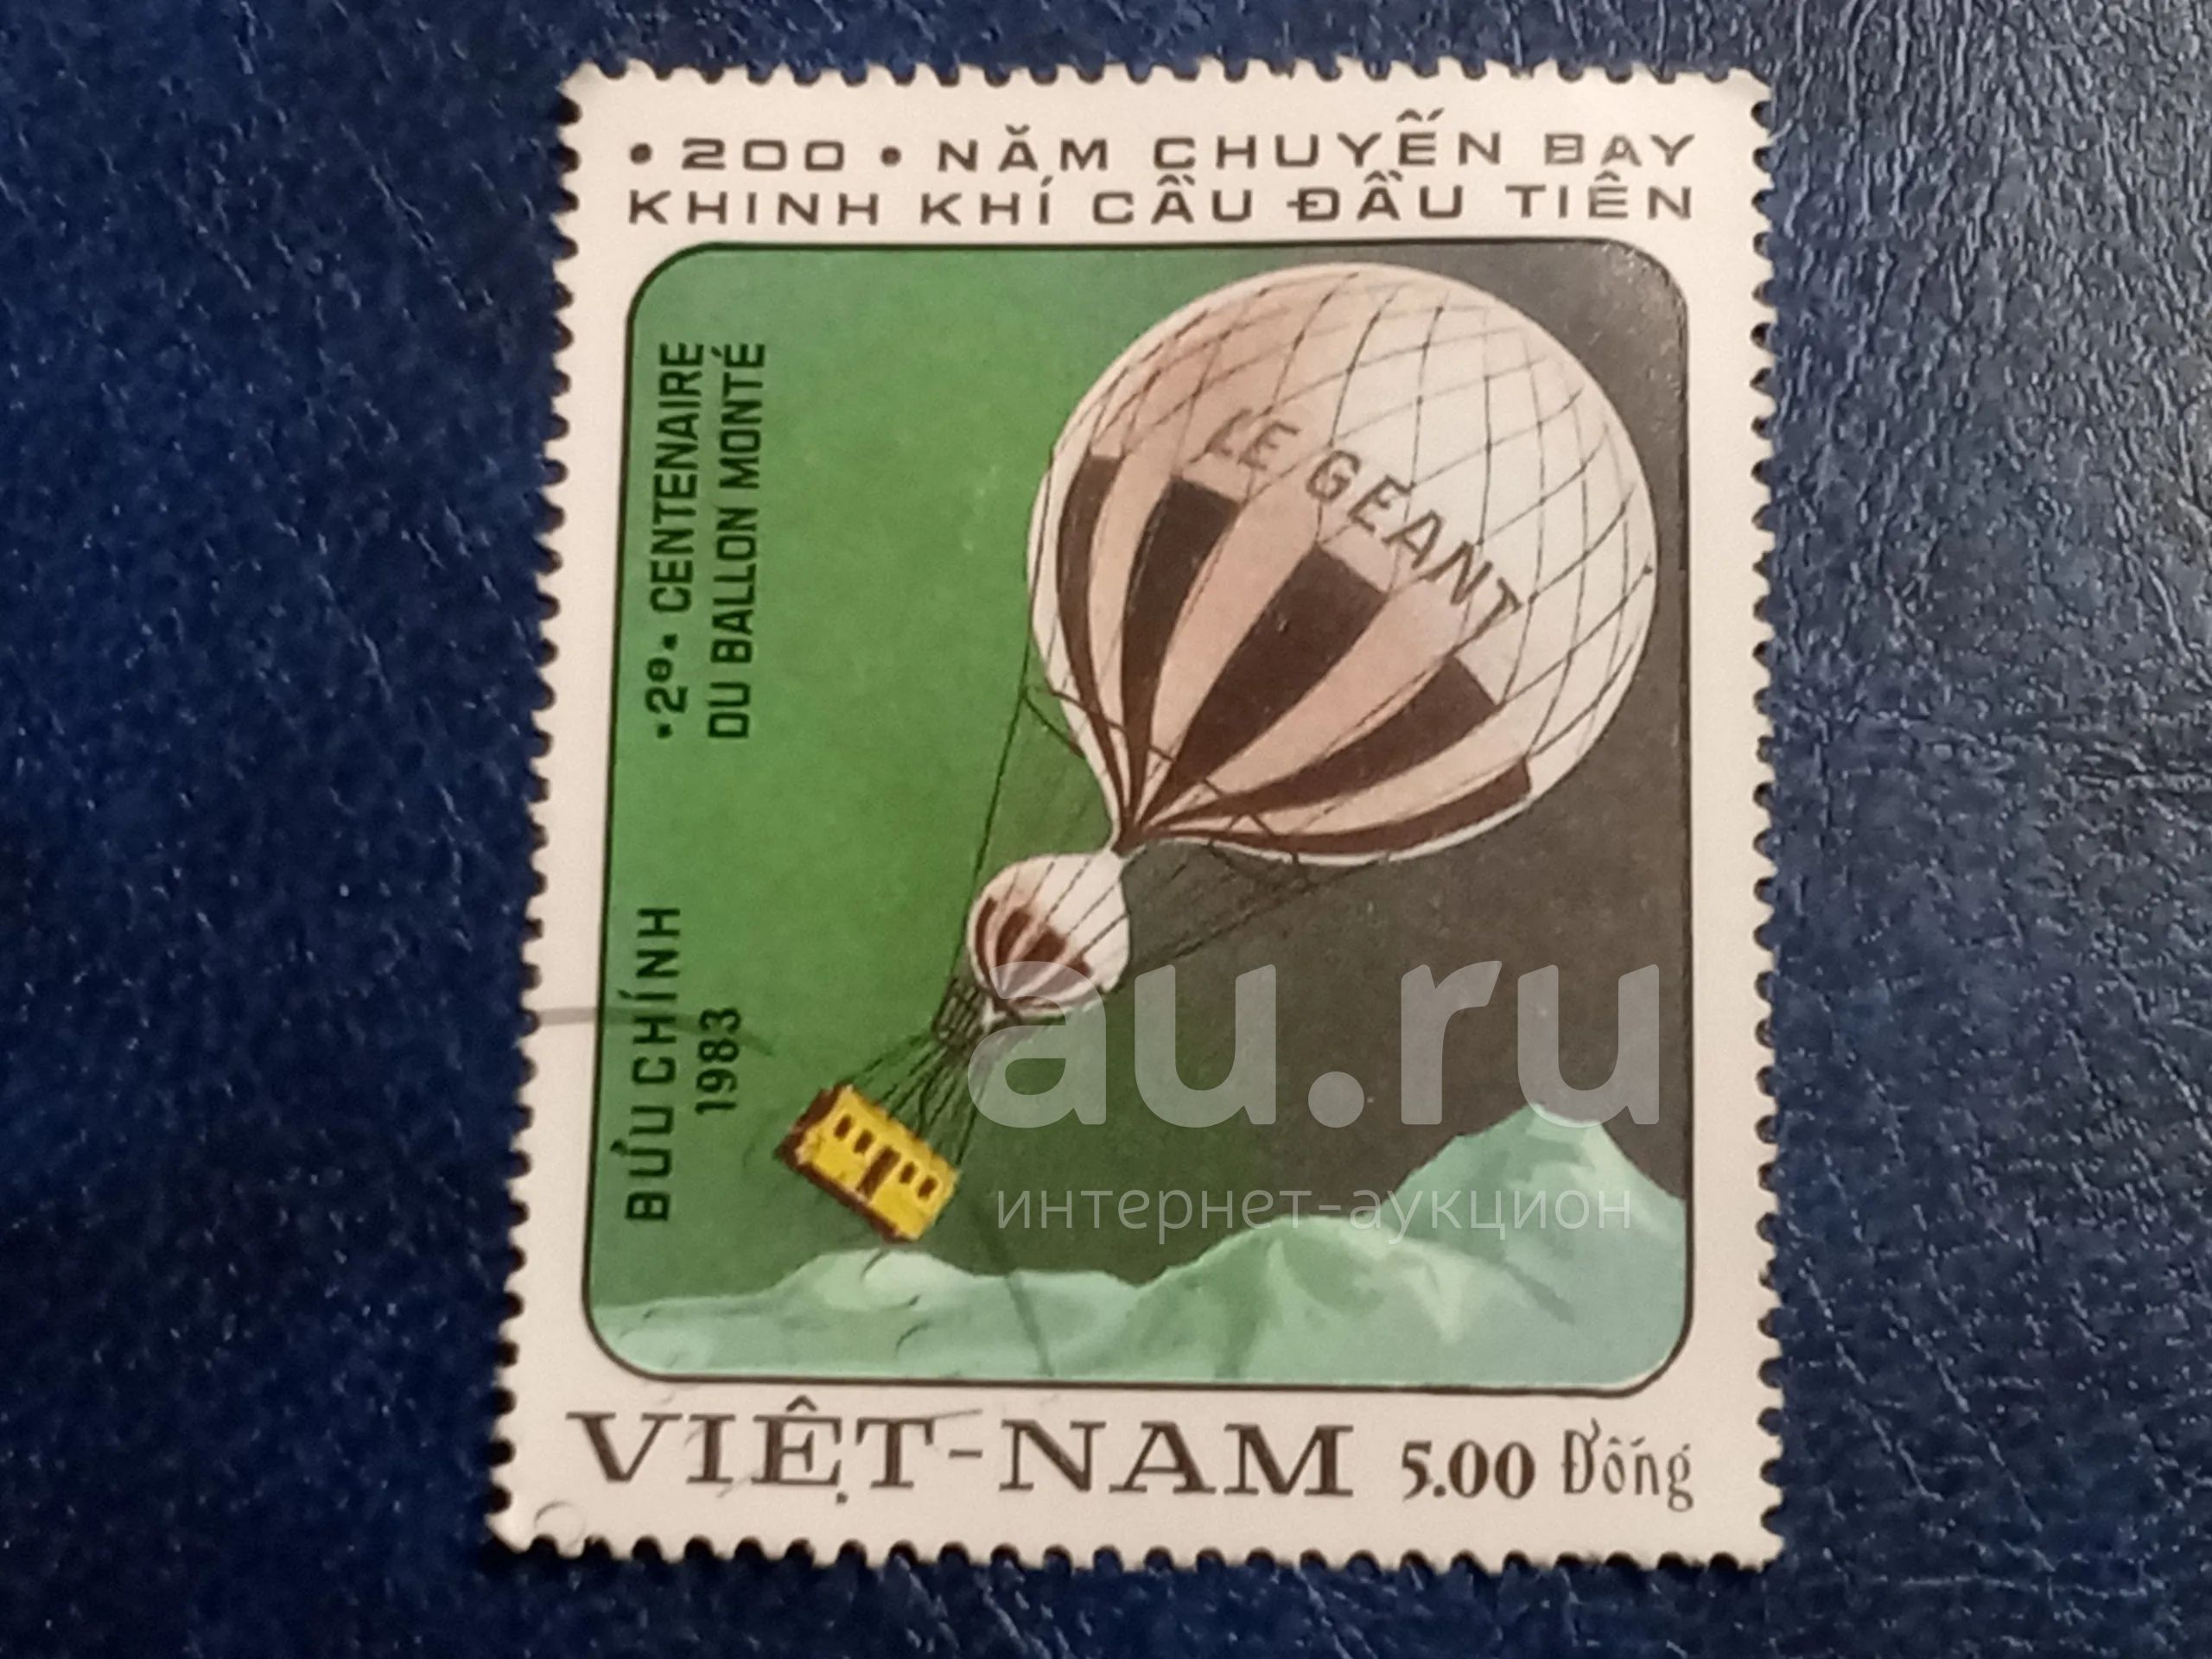 • 200 • NĂM CHUYẾN BAY
KHINH KHÍ CẦU ĐẦU TIÊN
•2e• CENTENAIRE
DU BALLON MONTÉ
LE GÉANT
BƯU CHÍNH
1983
au.ru
интернет-аукцион
VIỆT-NAM 5.00 Đồng